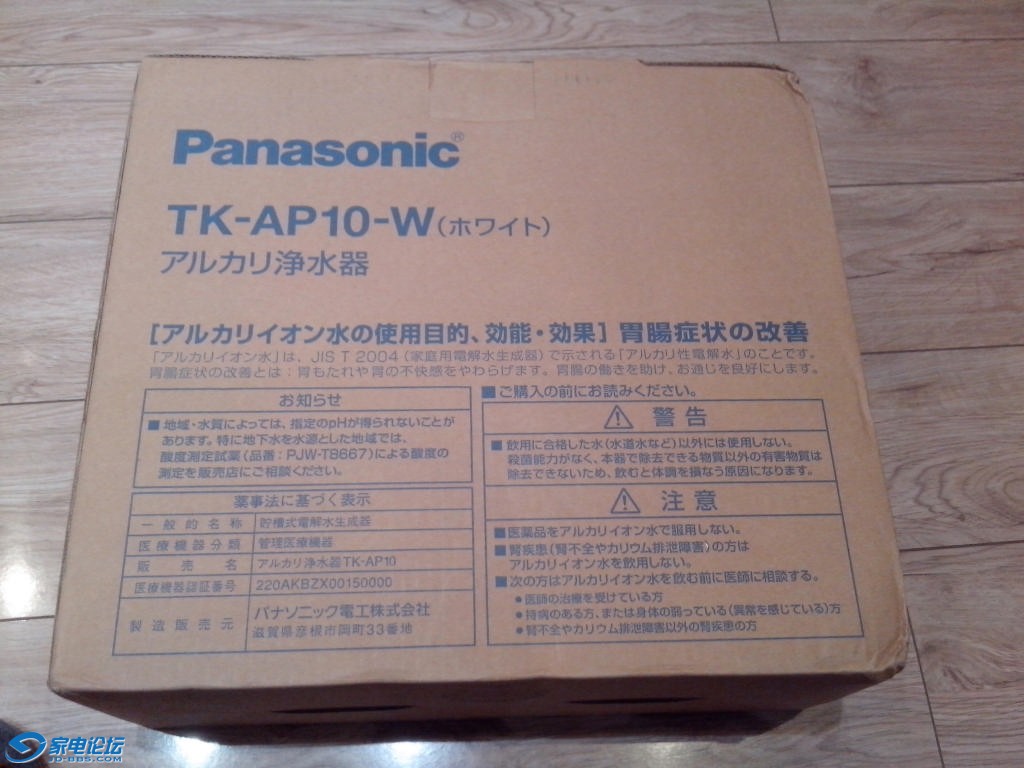 Panasonic®
TK-AP10-W(ホワイト)
アルカリ浄水器
[アルカリイオン水の使用目的、効能・効果] 胃腸症状の改善
「アルカリイオン水」は、JIS T 2004(家庭用電解水生成器)で示される「アルカリ性電解水」のことです。
胃腸症状の改善とは:胃もたれや胃の不快感をやわらげます。胃腸の働きを助け、お通じを良好にします。
お知らせ
■地域・水質によっては、指定のpHが得られないことが
あります。特に地下水を水源とした地域では、
酸度測定試薬(品番:PJW-TB667)による酸度の
測定を販売店にご相談ください。
薬事法に基づく表示
一般的名称 貯槽式電解水生成器
医療機器分類 管理医療機器
販売名 アルカリ浄水器TK-AP10
医療機器認証番号 220AKBZX00150000
製造販売元 パナソニック電工株式会社
滋賀県彦根市岡町33番地
■ご購入の前にお読みください。
⚠ 警告
■飲用に合格した水(水道水など)以外には使用しない。
殺菌能力がなく、本器で除去できる物質以外の有害物質は
除去できないため、飲むと体調を損なう原因になります。
⚠ 注意
■医薬品をアルカリイオン水で服用しない。
■腎疾患(腎不全やカリウム排泄障害)の方は
アルカリイオン水を飲用しない。
■次の方はアルカリイオン水を飲む前に医師に相談する。
●医師の治療を受けている方
●持病のある方、または身体の弱っている(異常を感じている)方
●腎不全やカリウム排泄障害以外の腎疾患の方
家电论坛
JD-BBS.COM